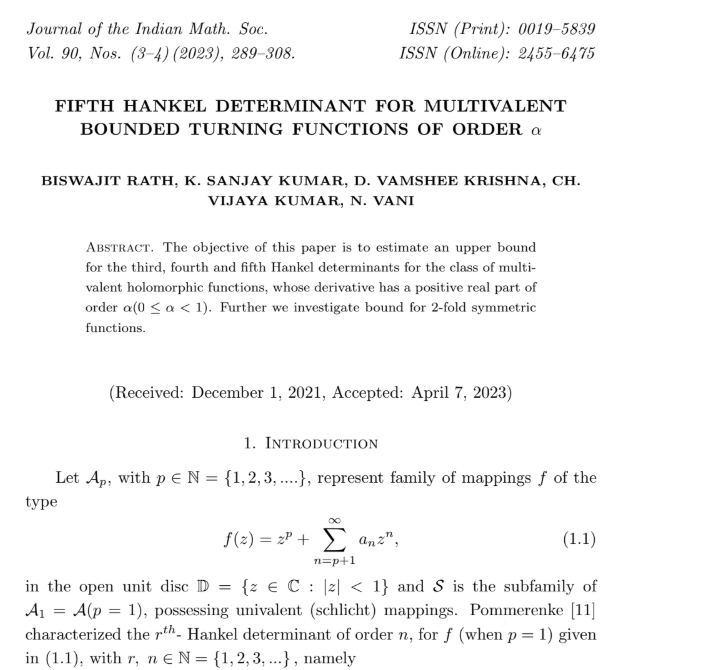 Journal of the Indian Math. Soc. ISSN (Print): 0019–5839
Vol. 90, Nos. (3–4) (2023), 289–308. ISSN (Online): 2455–6475
FIFTH HANKEL DETERMINANT FOR MULTIVALENT
BOUNDED TURNING FUNCTIONS OF ORDER α
BISWAJIT RATH, K. SANJAY KUMAR, D. VAMSHEE KRISHNA, CH.
VIJAYA KUMAR, N. VANI
ABSTRACT. The objective of this paper is to estimate an upper bound
for the third, fourth and fifth Hankel determinants for the class of multi-
valent holomorphic functions, whose derivative has a positive real part of
order α(0 ≤ α < 1). Further we investigate bound for 2-fold symmetric
functions.
(Received: December 1, 2021, Accepted: April 7, 2023)
1. INTRODUCTION
Let 𝒜ₚ, with p ∈ ℕ = {1, 2, 3, ....}, represent family of mappings f of the
type
f(z) = zᵖ + ∑_{n=p+1}^{∞} aₙzⁿ, (1.1)
in the open unit disc 𝔻 = {z ∈ ℂ : |z| < 1} and 𝒮 is the subfamily of
𝒜₁ = 𝒜(p = 1), possessing univalent (schlicht) mappings. Pommerenke [11]
characterized the rᵗʰ- Hankel determinant of order n, for f (when p = 1) given
in (1.1), with r, n ∈ ℕ = {1, 2, 3, ...} , namely